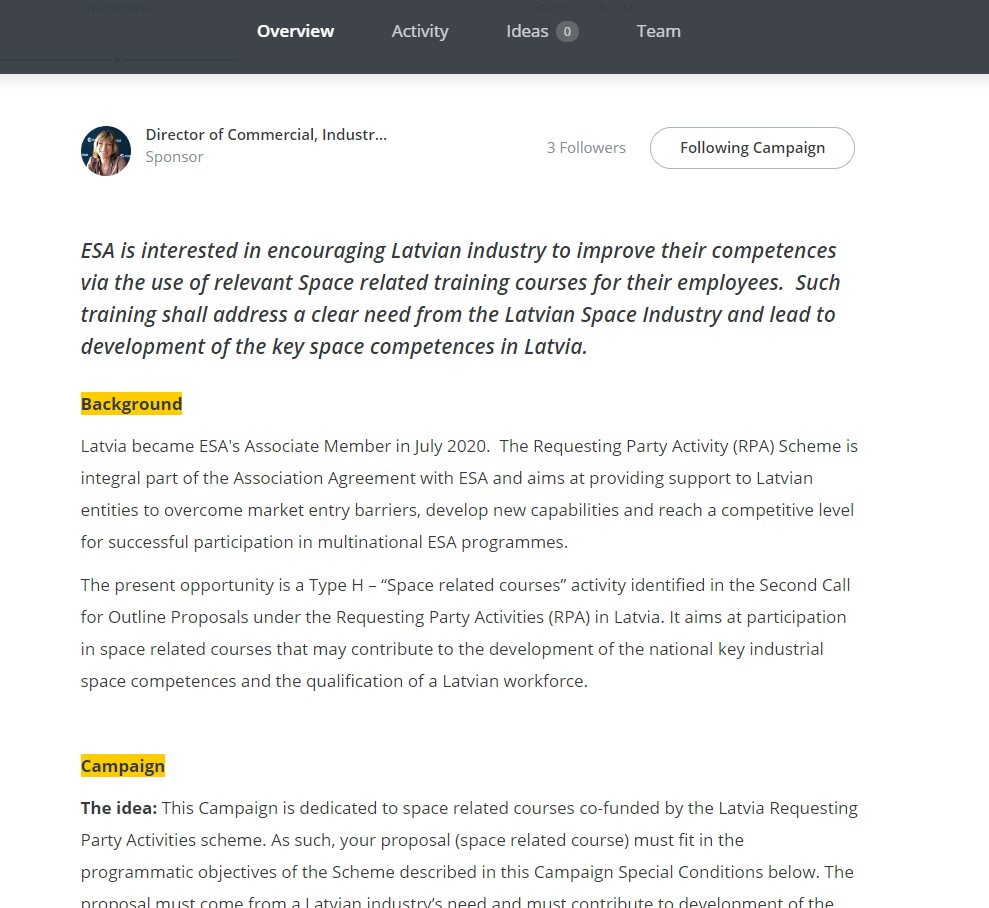 In Progress
Overview Activity Ideas 0 Team
Director of Commercial, Industr...
Sponsor
3 Followers
Following Campaign
ESA is interested in encouraging Latvian industry to improve their competences
via the use of relevant Space related training courses for their employees.  Such
training shall address a clear need from the Latvian Space Industry and lead to
development of the key space competences in Latvia.
Background
Latvia became ESA's Associate Member in July 2020.  The Requesting Party Activity (RPA) Scheme is
integral part of the Association Agreement with ESA and aims at providing support to Latvian
entities to overcome market entry barriers, develop new capabilities and reach a competitive level
for successful participation in multinational ESA programmes.
The present opportunity is a Type H – “Space related courses” activity identified in the Second Call
for Outline Proposals under the Requesting Party Activities (RPA) in Latvia. It aims at participation
in space related courses that may contribute to the development of the national key industrial
space competences and the qualification of a Latvian workforce.
Campaign
The idea: This Campaign is dedicated to space related courses co-funded by the Latvia Requesting
Party Activities scheme. As such, your proposal (space related course) must fit in the
programmatic objectives of the Scheme described in this Campaign Special Conditions below. The
proposal must come from a Latvian industry’s need and must contribute to development of the